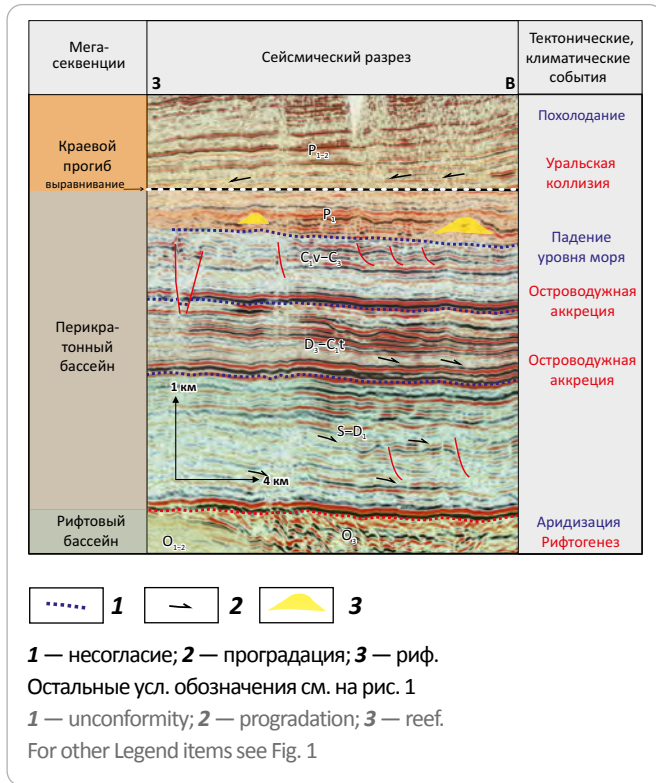 Мега-
секвенции
Сейсмический разрез
З
В
Тектонические,
климатические
события
Краевой
прогиб
выравнивание
Перикра-
тонный
бассейн
Рифтовый
бассейн
P₁₋₂
P₁
C₁v–C₃
D₃–C₁t
S–D₁
1 км
4 км
O₁₋₂
O₃
Похолодание
Уральская
коллизия
Падение
уровня моря
Островодужная
аккреция
Островодужная
аккреция
Аридизация
Рифтогенез
1
2
3
1 — несогласие; 2 — проградация; 3 — риф.
Остальные усл. обозначения см. на рис. 1
1 — unconformity; 2 — progradation; 3 — reef.
For other Legend items see Fig. 1